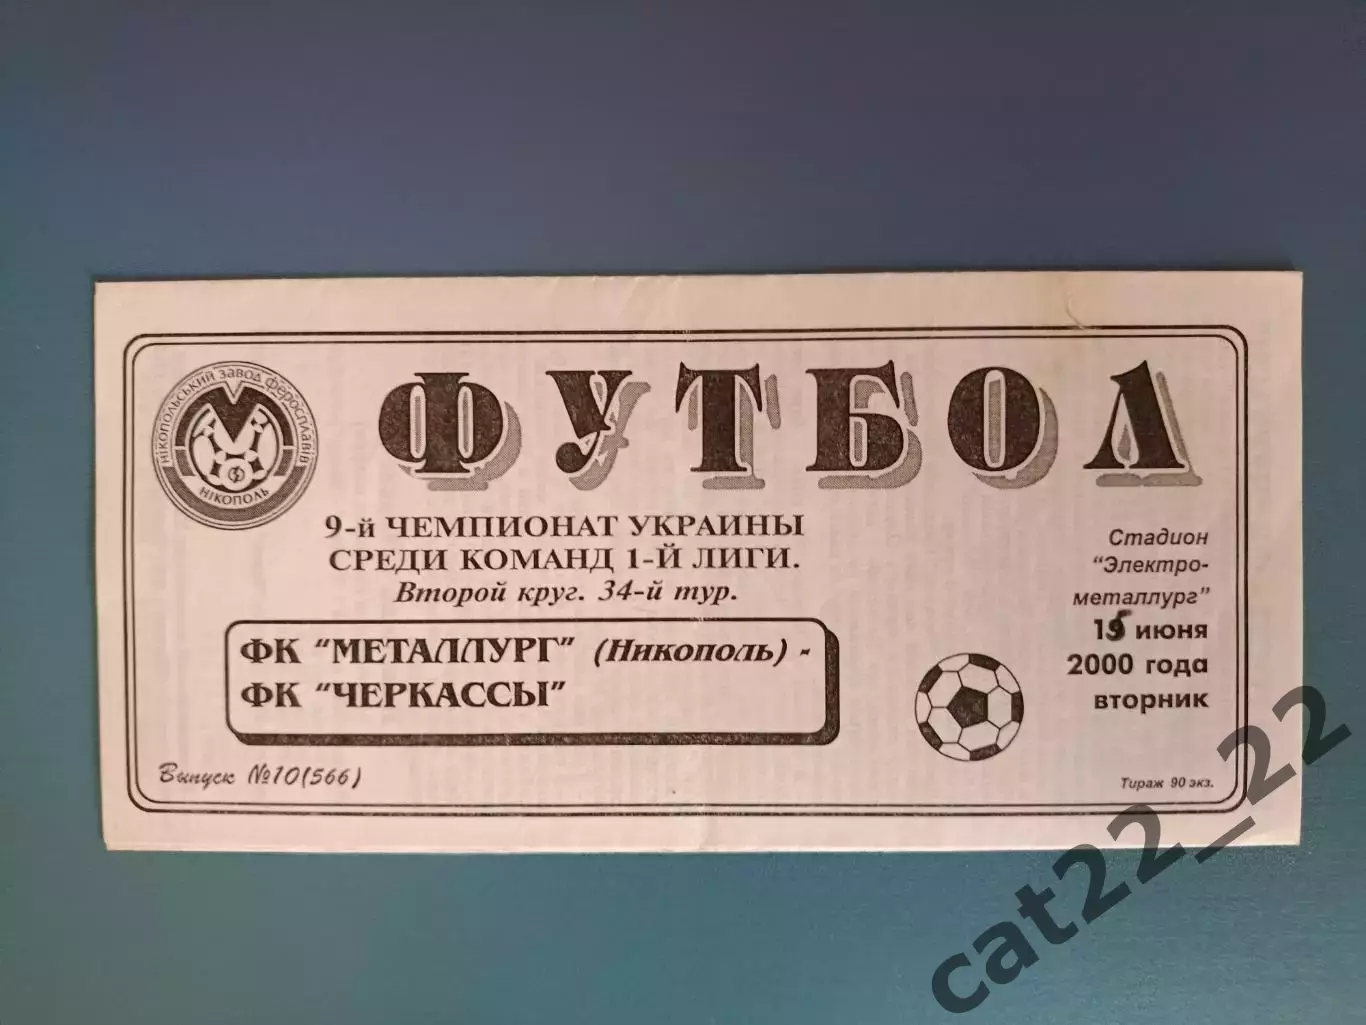 НІКОПОЛЬСЬКИЙ ЗАВОД ФЕРОСПЛАВІВ
НІКОПОЛЬ
ФУТБОЛ
9-й ЧЕМПИОНАТ УКРАИНЫ
СРЕДИ КОМАНД 1-Й ЛИГИ.
Второй круг. 34-й тур.
ФК "МЕТАЛЛУРГ" (Никополь) -
ФК "ЧЕРКАССЫ"
Выпуск №10(566)
Стадион
"Электро-
металлург"
15 июня
2000 года
вторник
Тираж 90 экз.
cat22_22